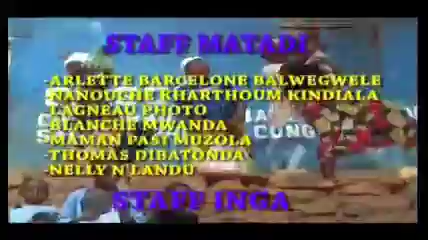 STAFF MATADI
-ARLETTE BARCELONE BALWEGWELE
-NANOUCHE KHARTHOUM KINDIALA
-LAGNEAU PHOTO
-BLANCHE MWANDA
-MAMAN PASI MUZOLA
-THOMAS DIBATONDA
-NELLY N'LANDU
STAFF INGA
CONG